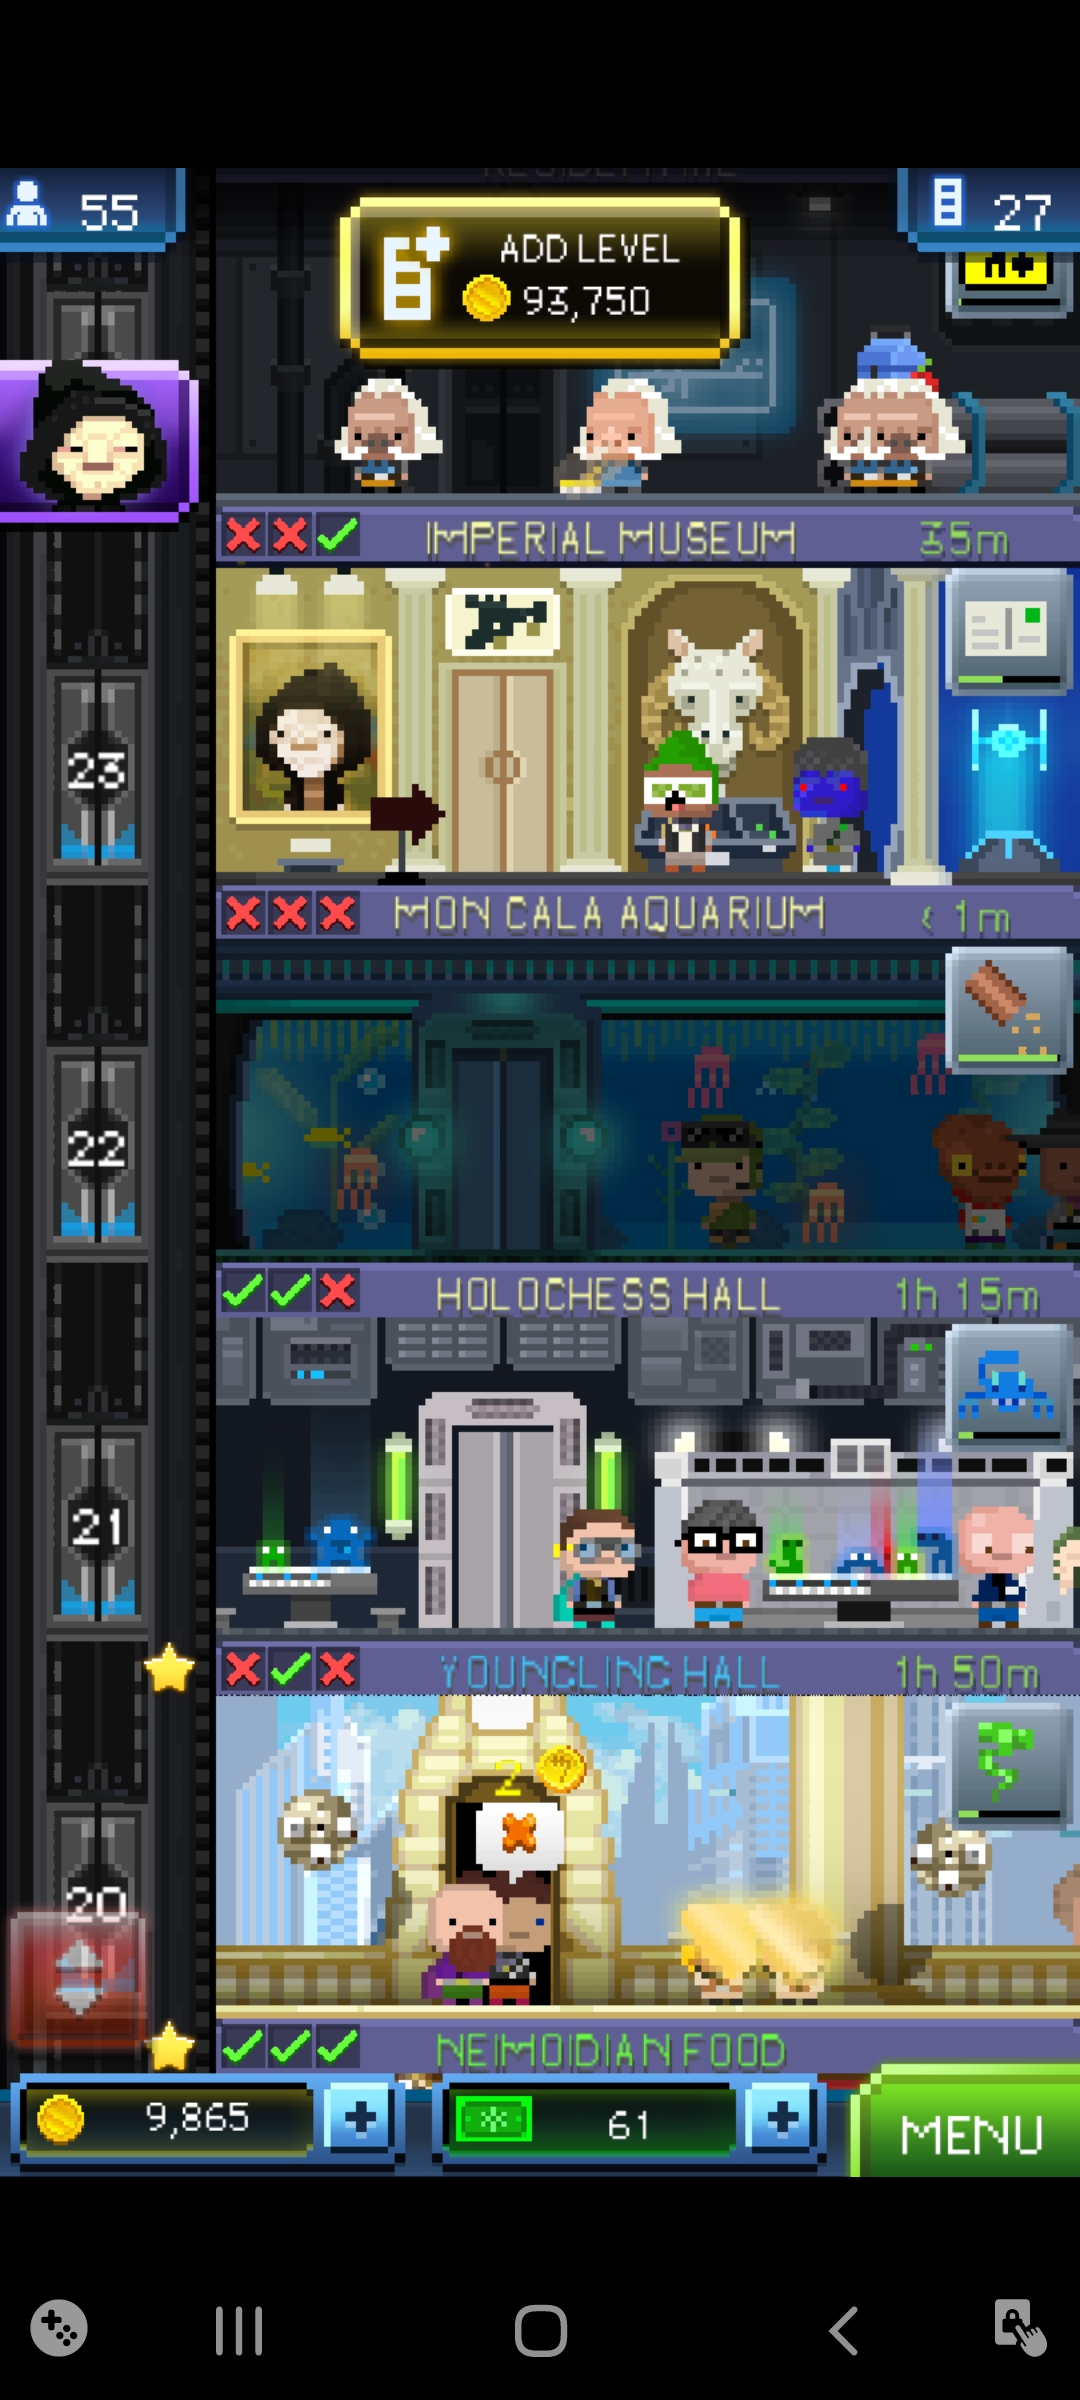 55
27
ADD LEVEL
93,750
IMPERIAL MUSEUM 35m
23
MON CALA AQUARIUM < 1m
22
HOLOCHESS HALL 1h 15m
21
YOUNGLING HALL 1h 50m
2
20
NEIMOIDIAN FOOD
9,865 + 61 + MENU